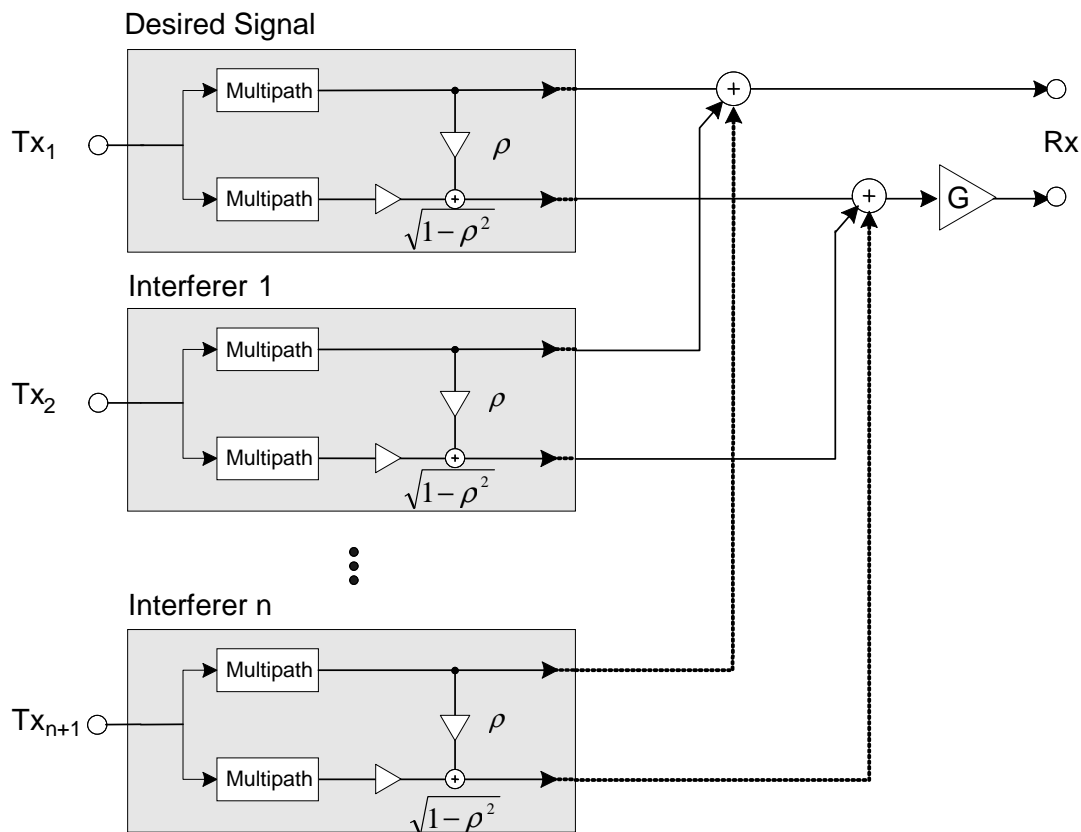 Desired Signal
Multipath
Tx₁
ρ
Rx
Multipath
G
√1 − ρ²
Interferer 1
Multipath
Tx₂
ρ
Multipath
√1 − ρ²
Interferer n
Multipath
Txₙ₊₁
ρ
Multipath
√1 − ρ²